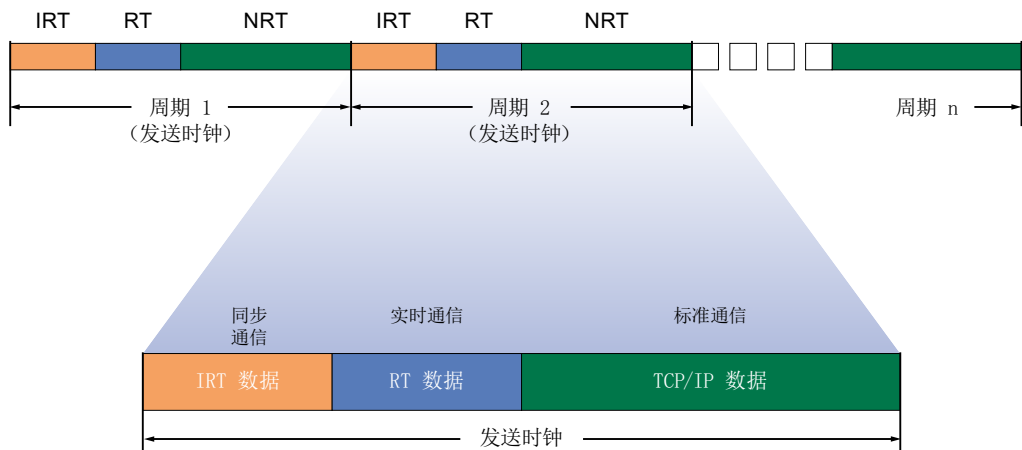 IRT RT NRT IRT RT NRT
周期 1 周期 2 周期 n
（发送时钟） （发送时钟）
同步 实时通信 标准通信
通信
IRT 数据 RT 数据 TCP/IP 数据
发送时钟